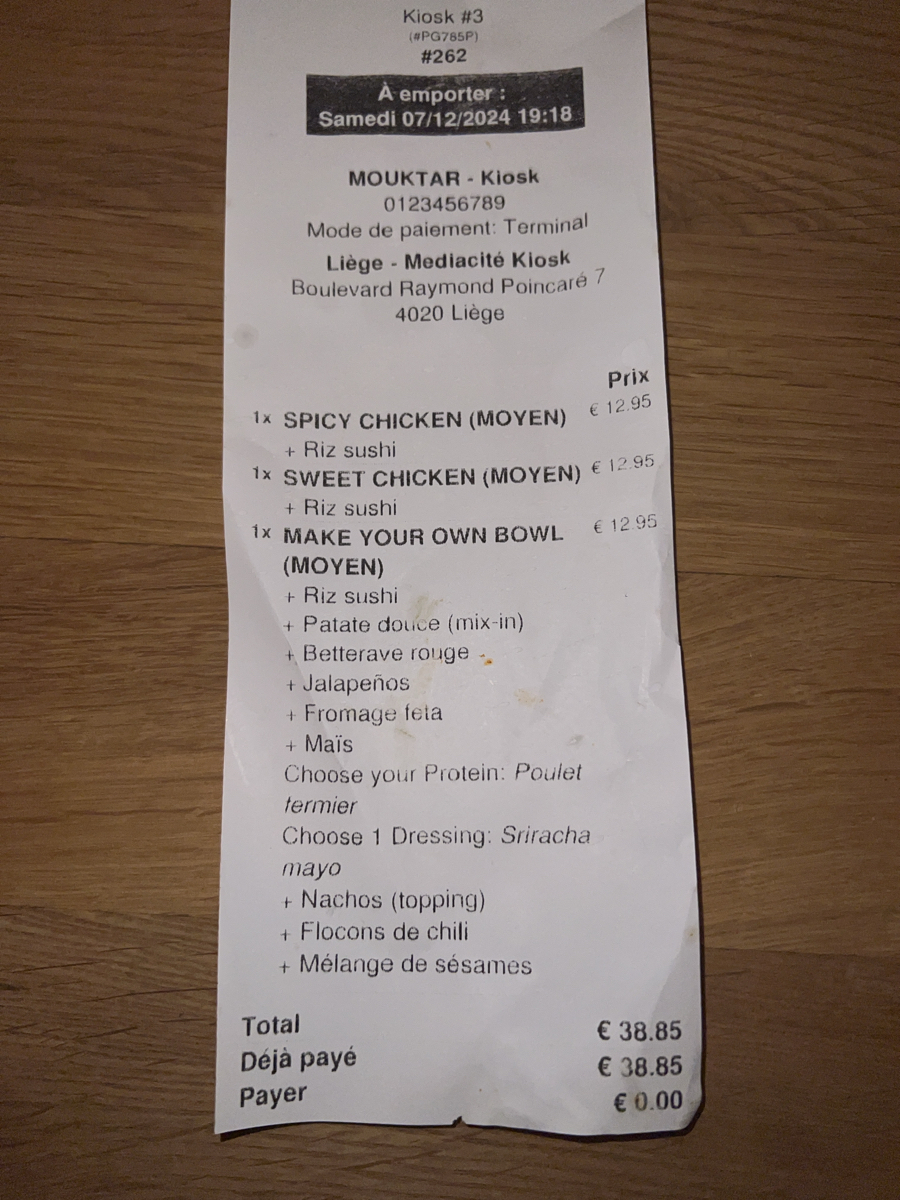 Kiosk #3
(#PG785P)
#262
À emporter :
Samedi 07/12/2024 19:18
MOUKTAR - Kiosk
0123456789
Mode de paiement: Terminal
Liège - Mediacité Kiosk
Boulevard Raymond Poincaré 7
4020 Liège
Prix
1x SPICY CHICKEN (MOYEN) € 12.95
+ Riz sushi
1x SWEET CHICKEN (MOYEN) € 12.95
+ Riz sushi
1x MAKE YOUR OWN BOWL € 12.95
(MOYEN)
+ Riz sushi
+ Patate douce (mix-in)
+ Betterave rouge
+ Jalapeños
+ Fromage feta
+ Maïs
Choose your Protein: Poulet
fermier
Choose 1 Dressing: Sriracha
mayo
+ Nachos (topping)
+ Flocons de chili
+ Mélange de sésames
Total € 38.85
Déjà payé € 38.85
Payer € 0.00